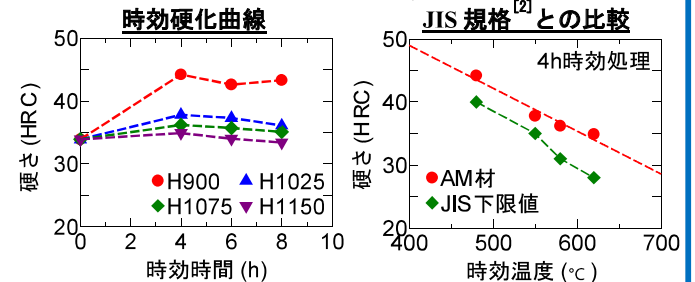 時効硬化曲線
50
40
30
20
0 2 4 6 8 10
硬さ (HRC)
時効時間 (h)
H900 H1025
H1075 H1150
JIS 規格[2]との比較
50
40
30
20
400 500 600 700
硬さ (HRC)
時効温度 (℃)
4h時効処理
AM材
JIS下限値